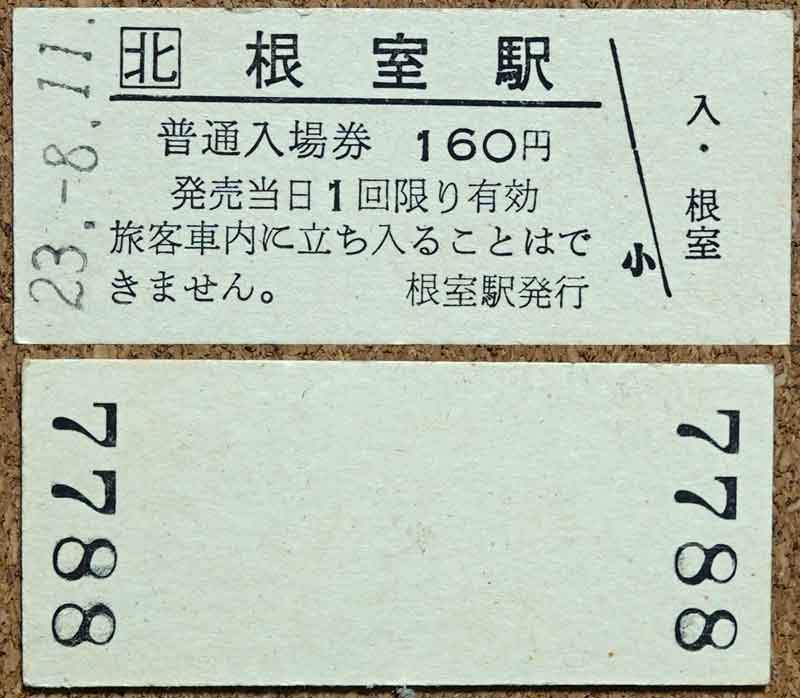 23.-8.11.
北 根室駅
普通入場券 160円
発売当日1回限り有効
旅客車内に立ち入ることはで
きません。 根室駅発行
小
入・根室
7788
7788